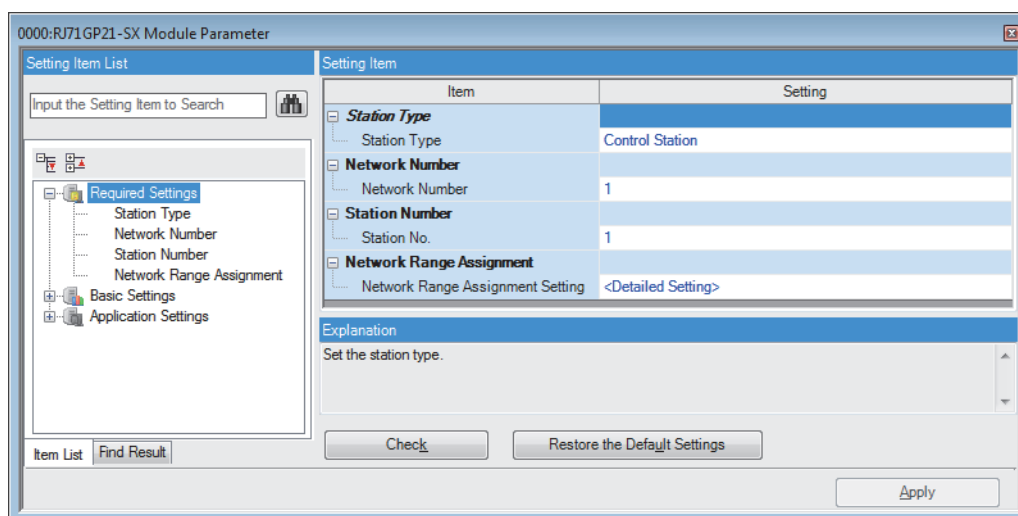 0000:RJ71GP21-SX Module Parameter
Setting Item List
Input the Setting Item to Search
Required Settings
Station Type
Network Number
Station Number
Network Range Assignment
Basic Settings
Application Settings
Item List Find Result
Setting Item
Item Setting
Station Type
Station Type Control Station
Network Number
Network Number 1
Station Number
Station No. 1
Network Range Assignment
Network Range Assignment Setting <Detailed Setting>
Explanation
Set the station type.
Check Restore the Default Settings
Apply